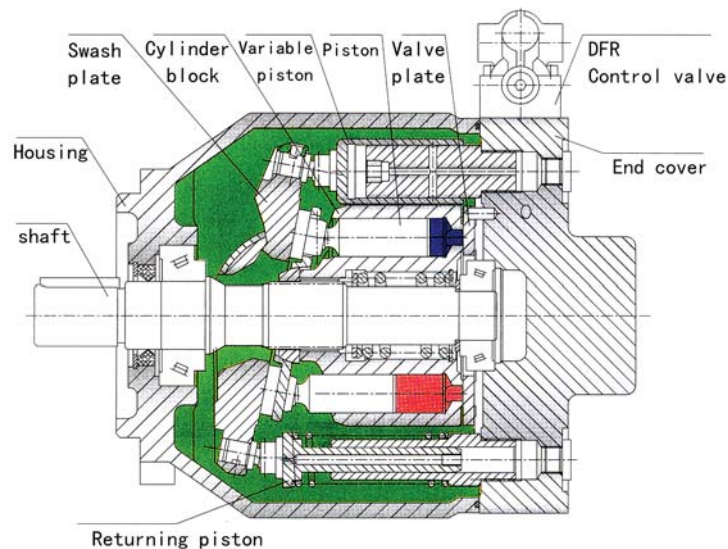 Swash
plate
Cylinder
block
Variable
piston
Piston
Valve
plate
DFR
Control valve
Housing
End cover
shaft
Returning piston